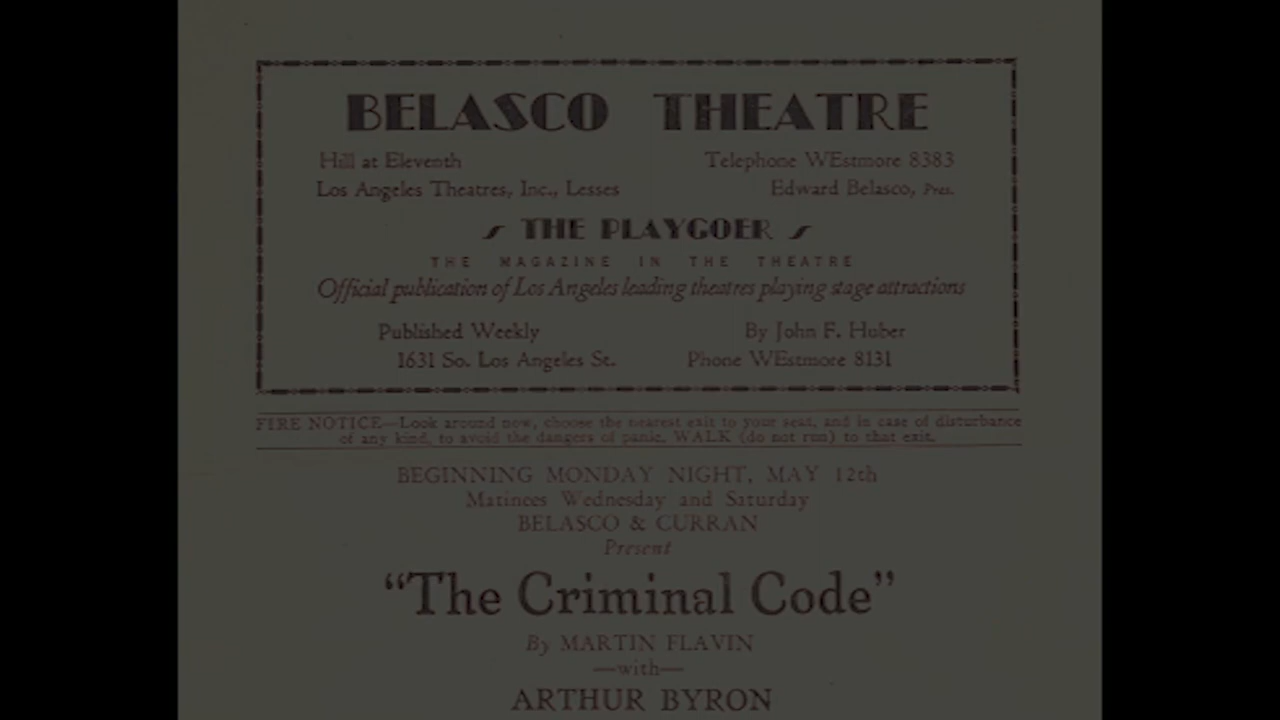 BELASCO THEATRE
Hill at Eleventh Telephone WEstmore 8383
Los Angeles Theatres, Inc., Lesses Edward Belasco, Pres.
THE PLAYGOER
THE MAGAZINE IN THE THEATRE
Official publication of Los Angeles leading theatres playing stage attractions
Published Weekly By John F. Huber
1631 So. Los Angeles St. Phone WEstmore 8131
FIRE NOTICE—Look around now, choose the nearest exit to your seat, and in case of disturbance
of any kind, to avoid the dangers of panic, WALK (do not run) to that exit.
BEGINNING MONDAY NIGHT, MAY 12th
Matinees Wednesday and Saturday
BELASCO & CURRAN
Present
“The Criminal Code”
By MARTIN FLAVIN
—with—
ARTHUR BYRON